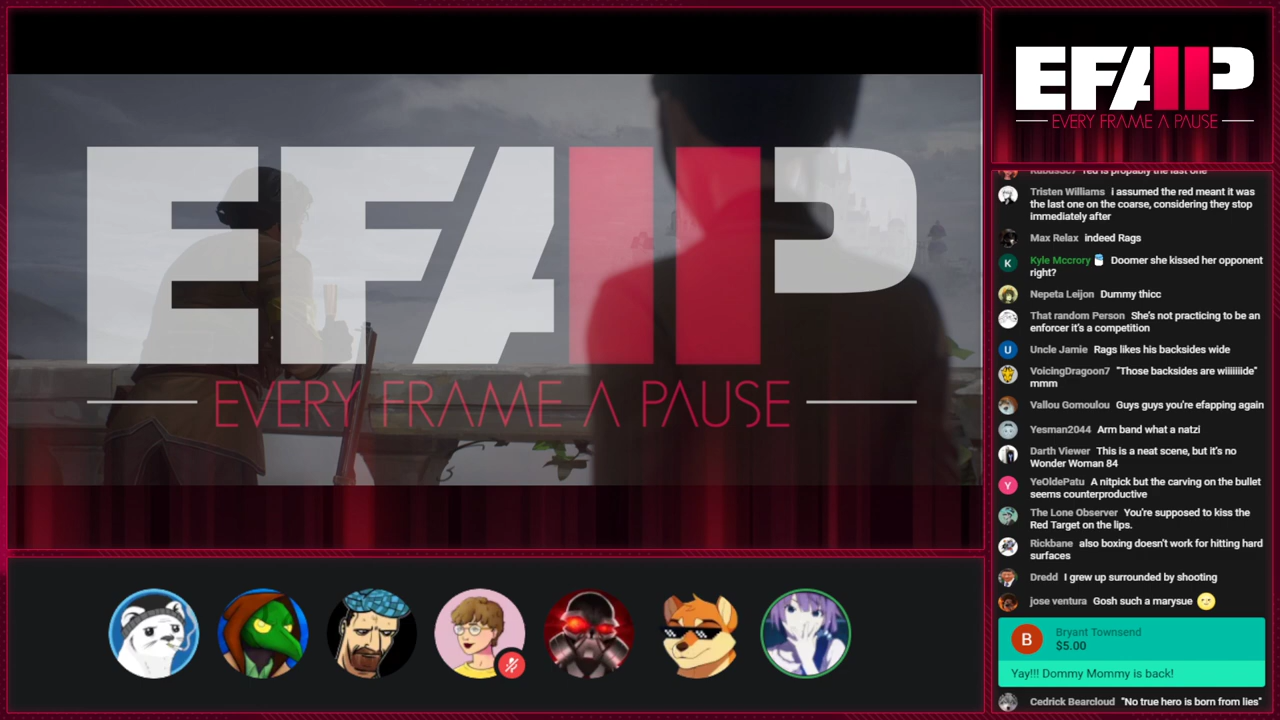 EFAP
EVERY FRAME A PAUSE
EFAP
EVERY FRAME A PAUSE
red is propably the last one
Tristen Williams i assumed the red meant it was
the last one on the coarse, considering they stop
immediately after
Max Relax indeed Rags
K
Kyle Mccrory Doomer she kissed her opponent
right?
Nepeta Leijon Dummy thicc
That random Person She's not practicing to be an
enforcer it's a competition
U
Uncle Jamie Rags likes his backsides wide
VoicingDragoon7 "Those backsides are wiiiiiiide"
mmm
Vallou Gomoulou Guys guys you're efapping again
Yesman2044 Arm band what a natzi
Darth Viewer This is a neat scene, but it's no
Wonder Woman 84
Y
YeOldePatu A nitpick but the carving on the bullet
seems counterproductive
The Lone Observer You're supposed to kiss the
Red Target on the lips.
Rickbane also boxing doesn't work for hitting hard
surfaces
Dredd I grew up surrounded by shooting
jose ventura Gosh such a marysue
B
Bryant Townsend
$5.00
Yay!!! Dommy Mommy is back!
Cedrick Bearcloud "No true hero is born from lies"